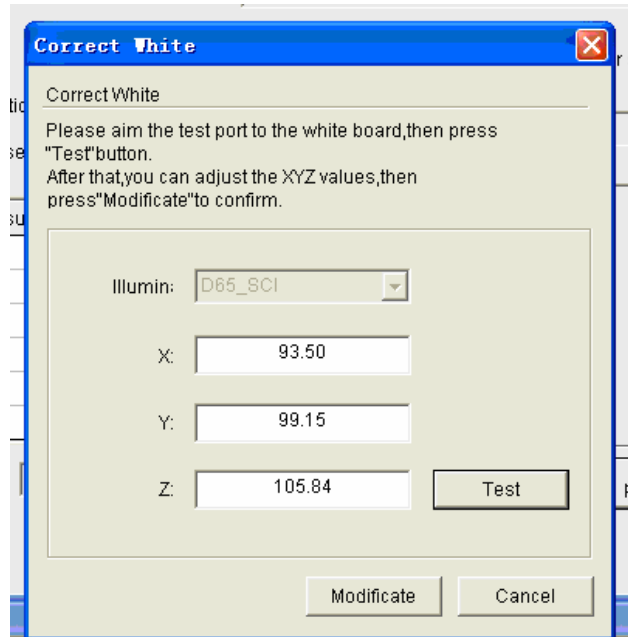 Correct White
Correct White
Please aim the test port to the white board,then press
"Test"button.
After that,you can adjust the XYZ values,then
press"Modificate"to confirm.
Illumin:
D65_SCI
X:
93.50
Y:
99.15
Z:
105.84
Test
Modificate
Cancel